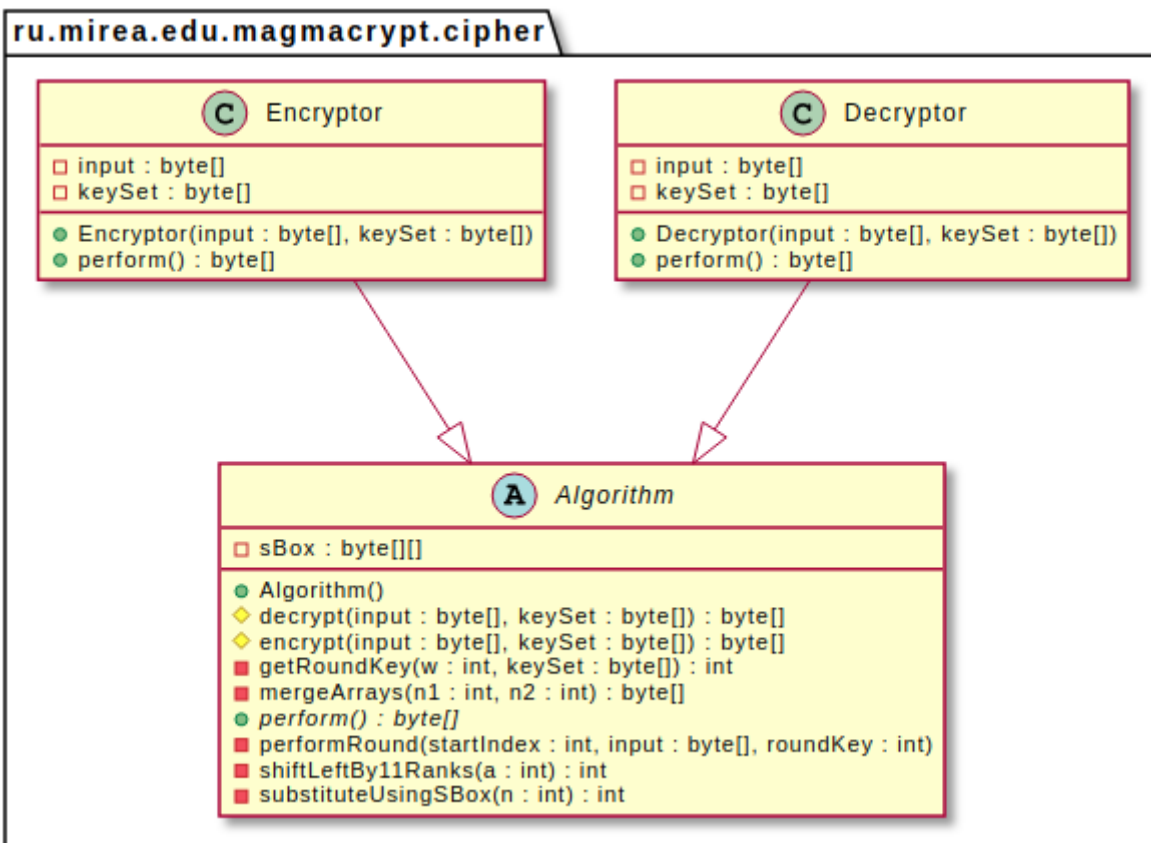 ru.mirea.edu.magmacrypt.cipher
C Encryptor
input : byte[]
keySet : byte[]
Encryptor(input : byte[], keySet : byte[])
perform() : byte[]
C Decryptor
input : byte[]
keySet : byte[]
Decryptor(input : byte[], keySet : byte[])
perform() : byte[]
A Algorithm
sBox : byte[][]
Algorithm()
decrypt(input : byte[], keySet : byte[]) : byte[]
encrypt(input : byte[], keySet : byte[]) : byte[]
getRoundKey(w : int, keySet : byte[]) : int
mergeArrays(n1 : int, n2 : int) : byte[]
perform() : byte[]
performRound(startIndex : int, input : byte[], roundKey : int)
shiftLeftBy11Ranks(a : int) : int
substituteUsingSBox(n : int) : int